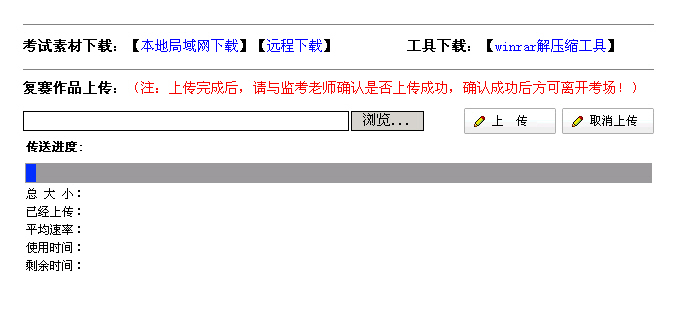 考试素材下载：【本地局域网下载】【远程下载】 工具下载：【winrar解压缩工具】
复赛作品上传：（注：上传完成后，请与监考老师确认是否上传成功，确认成功后方可离开考场！）
浏览... 上 传 取消上传
传送进度:
总 大 小：
已经上传：
平均速率：
使用时间：
剩余时间：